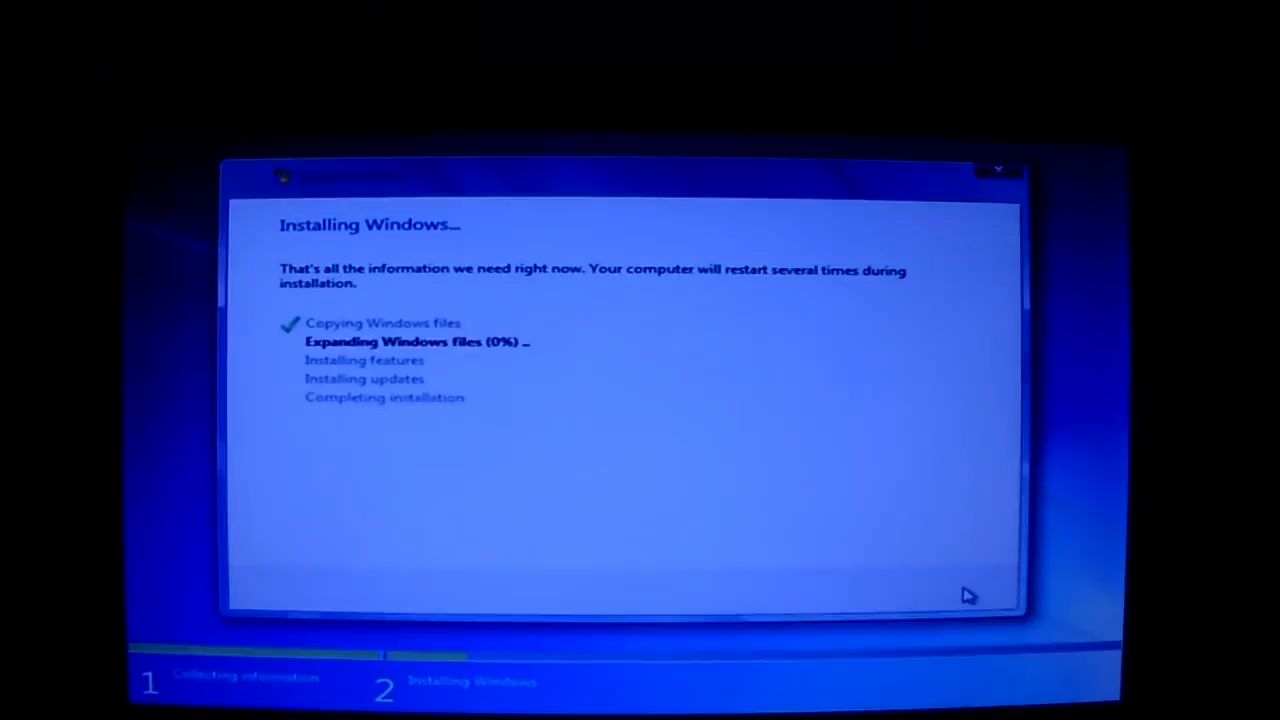 Installing Windows...
That's all the information we need right now. Your computer will restart several times during
installation.
Copying Windows files
Expanding Windows files (0%) ...
Installing features
Installing updates
Completing installation
1 Collecting information
2 Installing Windows